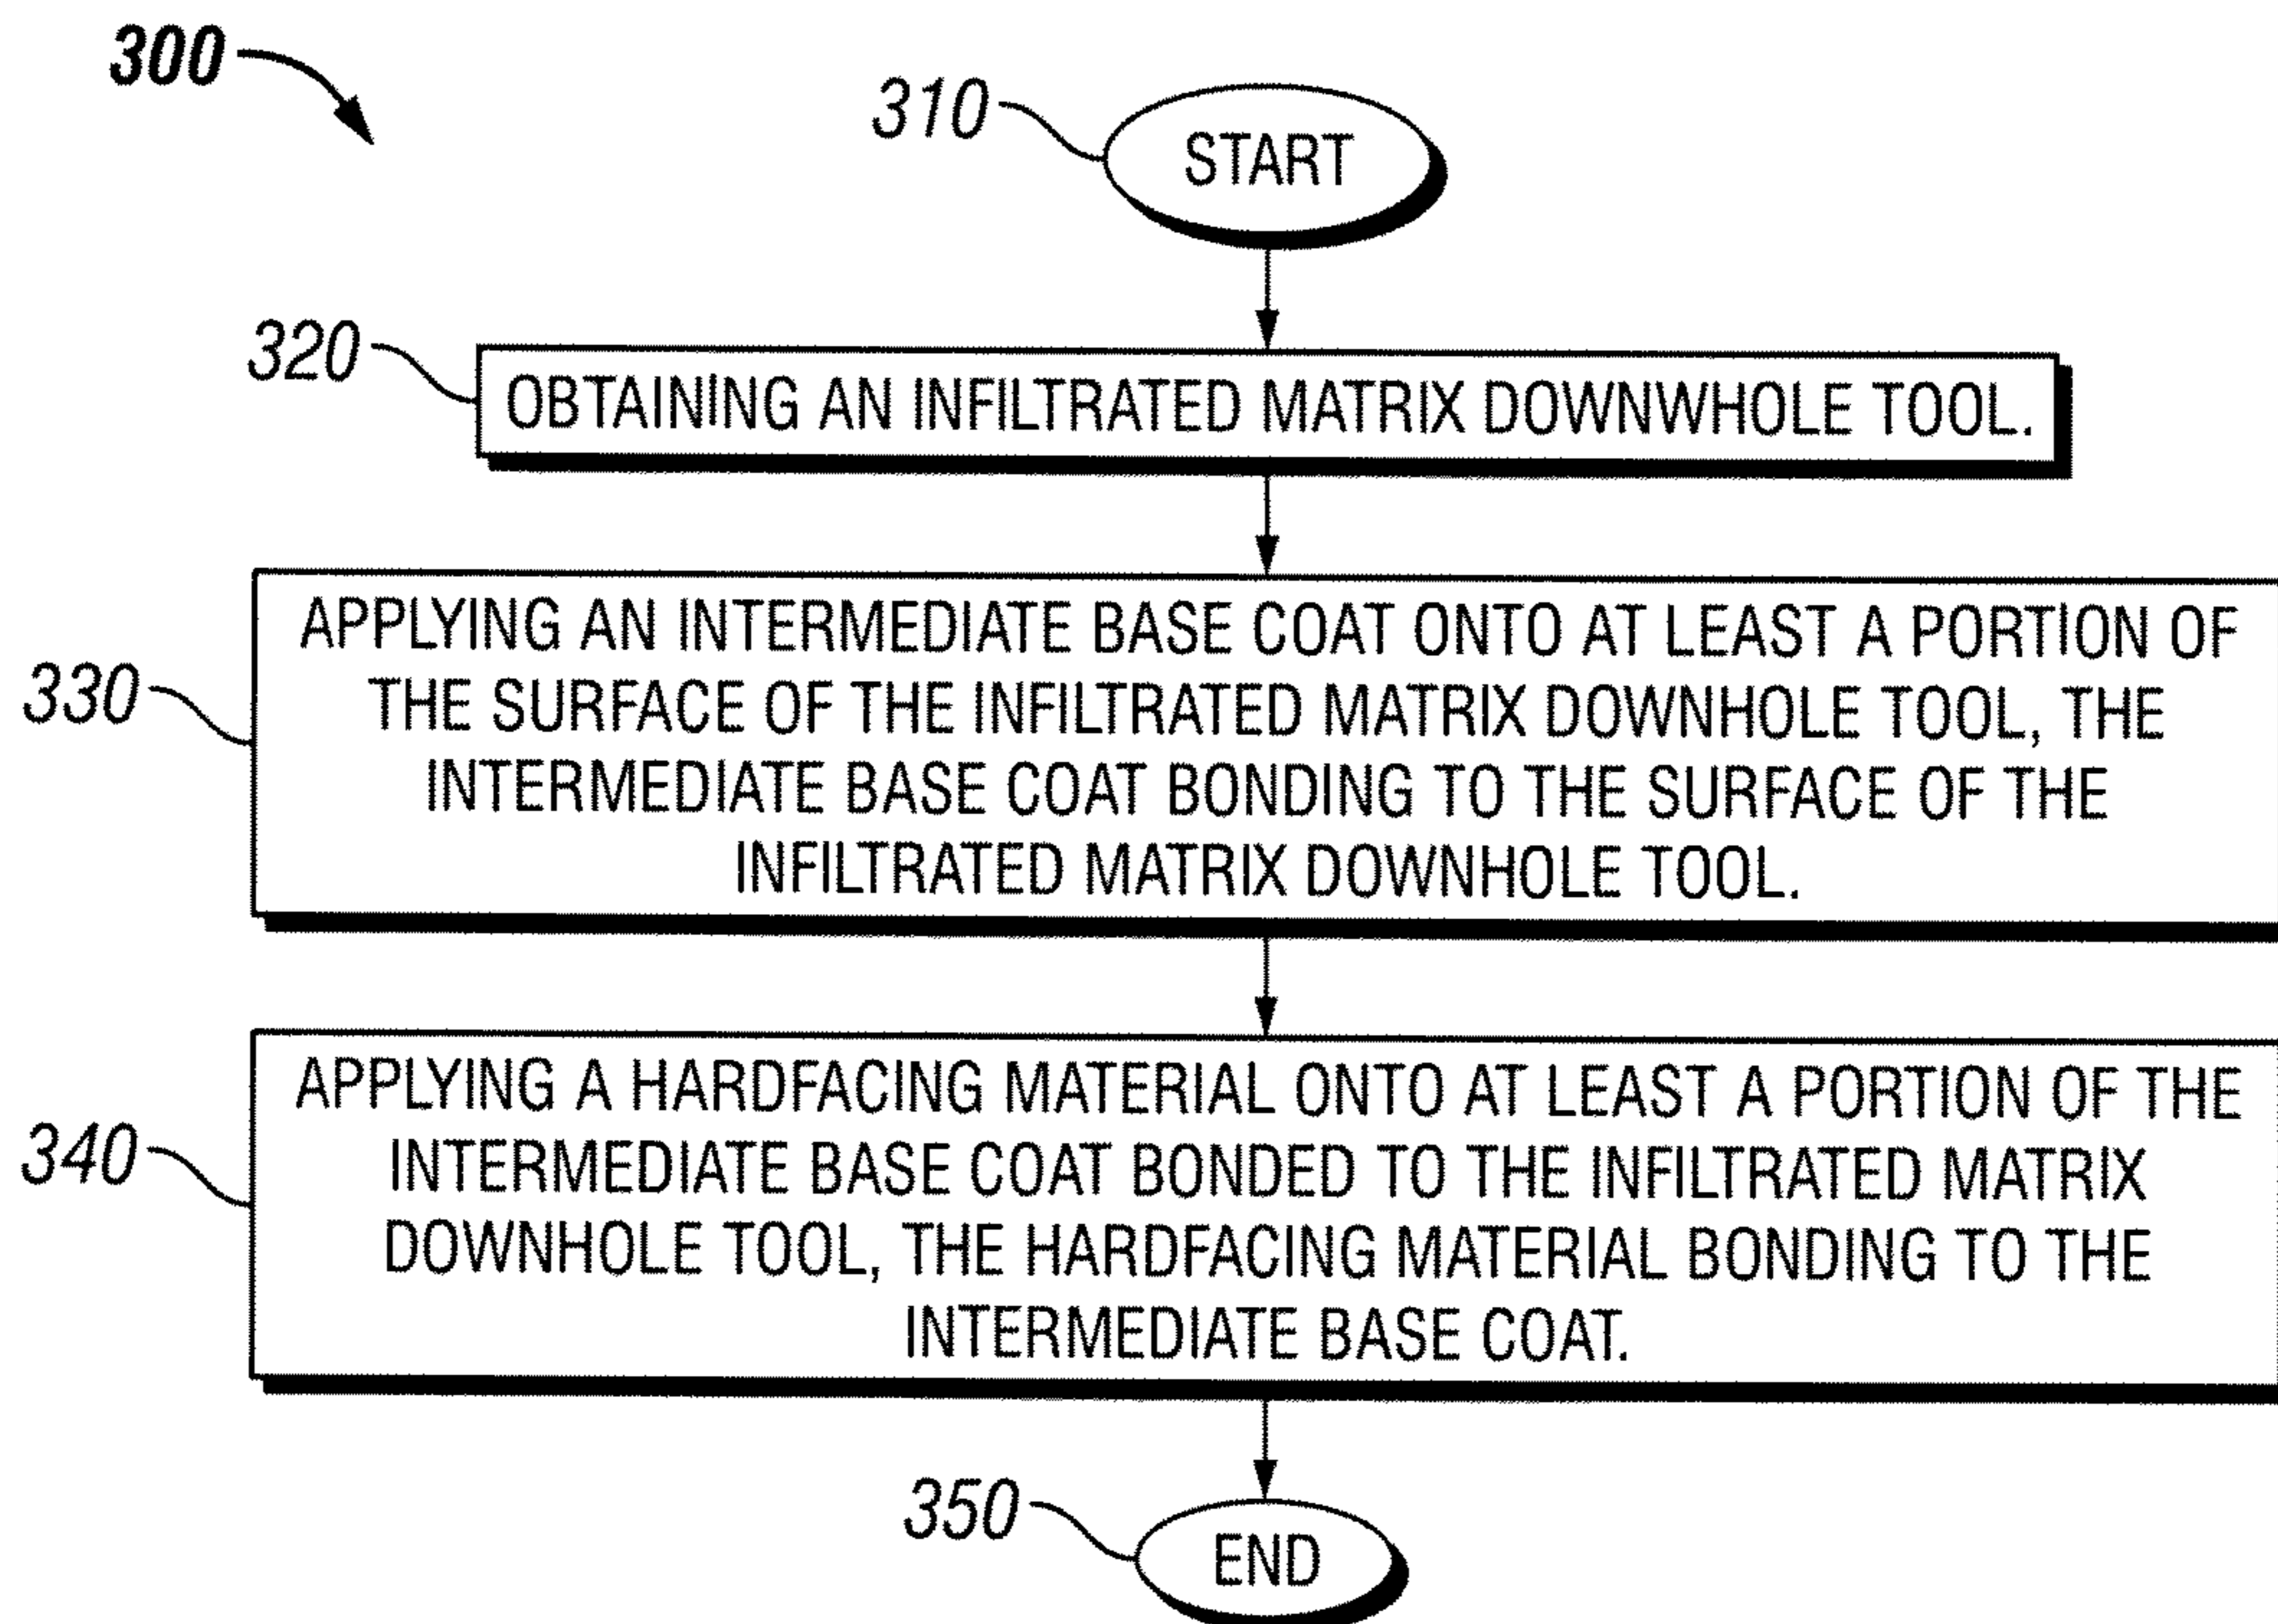 300
310
START
320
OBTAINING AN INFILTRATED MATRIX DOWNWHOLE TOOL.
330
APPLYING AN INTERMEDIATE BASE COAT ONTO AT LEAST A PORTION OF
THE SURFACE OF THE INFILTRATED MATRIX DOWNHOLE TOOL, THE
INTERMEDIATE BASE COAT BONDING TO THE SURFACE OF THE
INFILTRATED MATRIX DOWNHOLE TOOL.
340
APPLYING A HARDFACING MATERIAL ONTO AT LEAST A PORTION OF THE
INTERMEDIATE BASE COAT BONDED TO THE INFILTRATED MATRIX
DOWNHOLE TOOL, THE HARDFACING MATERIAL BONDING TO THE
INTERMEDIATE BASE COAT.
350
END